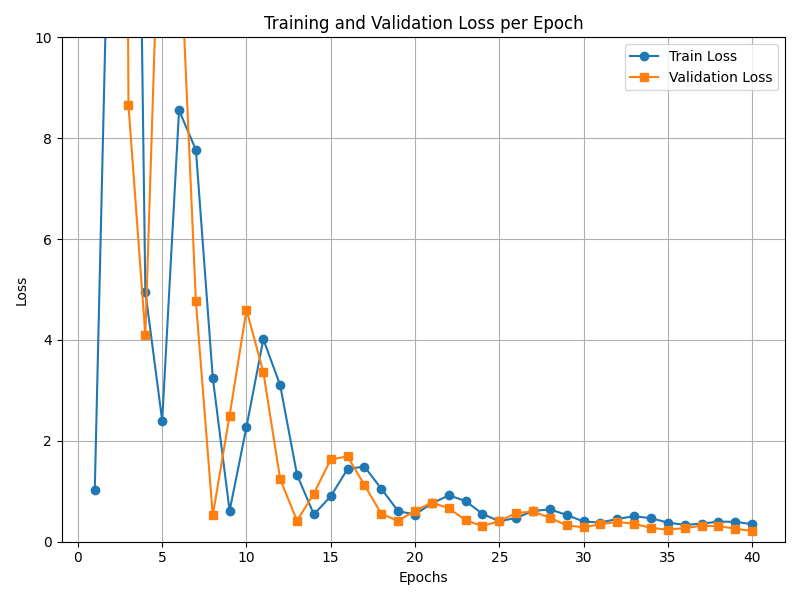 Training and Validation Loss per Epoch
Train Loss
Validation Loss
Loss
10
8
6
4
2
0
0 5 10 15 20 25 30 35 40
Epochs